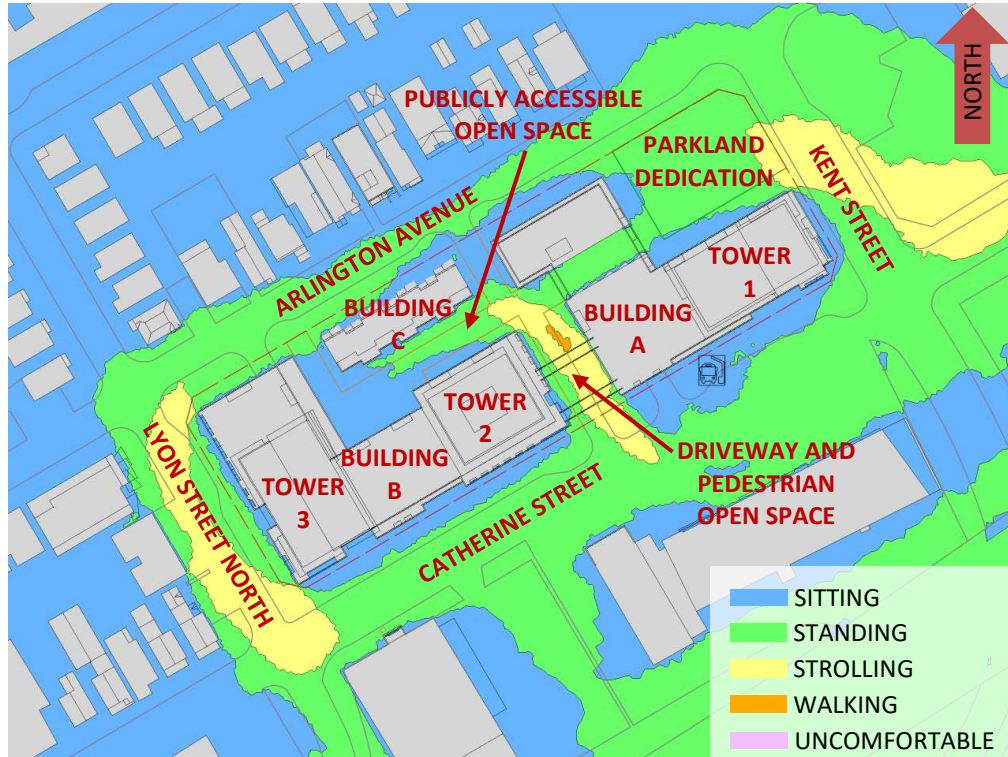 NORTH
PUBLICLY ACCESSIBLE
OPEN SPACE
PARKLAND
DEDICATION
KENT STREET
ARLINGTON AVENUE
TOWER
1
BUILDING
A
BUILDING
C
TOWER
2
BUILDING
B
TOWER
3
LYON STREET NORTH
CATHERINE STREET
DRIVEWAY AND
PEDESTRIAN
OPEN SPACE
SITTING
STANDING
STROLLING
WALKING
UNCOMFORTABLE